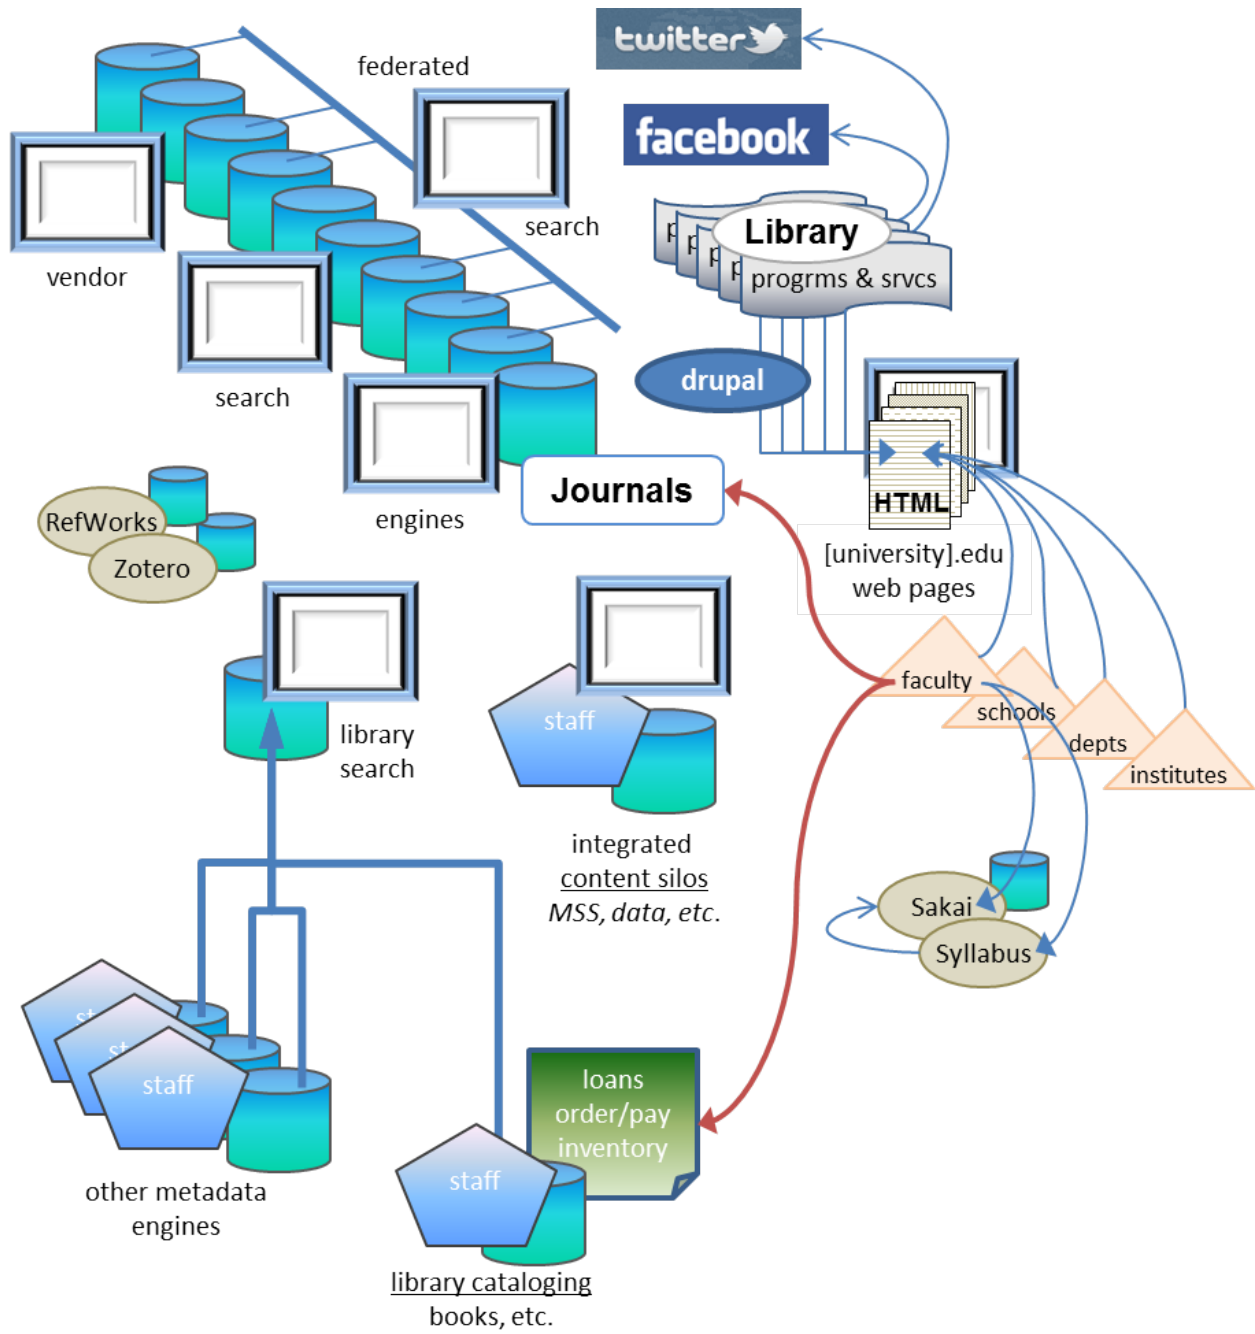 twitter
federated
facebook
search
Library
p
p
p
p
progrms & srvcs
vendor
search
drupal
Journals
engines
HTML
RefWorks
Zotero
[university].edu
web pages
faculty
schools
depts
institutes
staff
library
search
integrated
content silos
MSS, data, etc.
Sakai
Syllabus
st
st
staff
loans
order/pay
inventory
staff
other metadata
engines
library cataloging
books, etc.